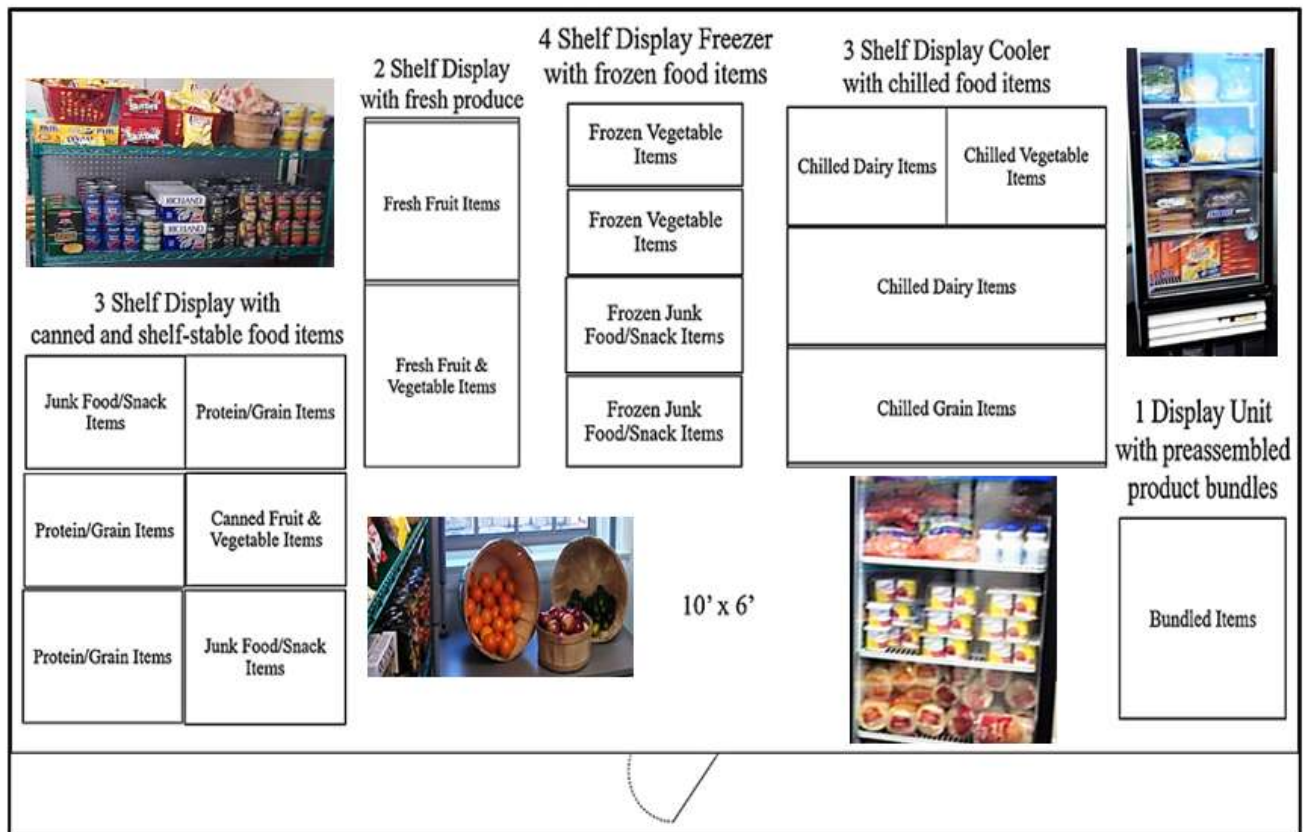 3 Shelf Display with
canned and shelf-stable food items
Junk Food/Snack
Items
Protein/Grain Items
Protein/Grain Items
Canned Fruit &
Vegetable Items
Protein/Grain Items
Junk Food/Snack
Items
RICELAND
RICELAND
2 Shelf Display
with fresh produce
Fresh Fruit Items
Fresh Fruit &
Vegetable Items
4 Shelf Display Freezer
with frozen food items
Frozen Vegetable
Items
Frozen Vegetable
Items
Frozen Junk
Food/Snack Items
Frozen Junk
Food/Snack Items
10' x 6'
3 Shelf Display Cooler
with chilled food items
Chilled Dairy Items
Chilled Vegetable
Items
Chilled Dairy Items
Chilled Grain Items
1 Display Unit
with preassembled
product bundles
Bundled Items